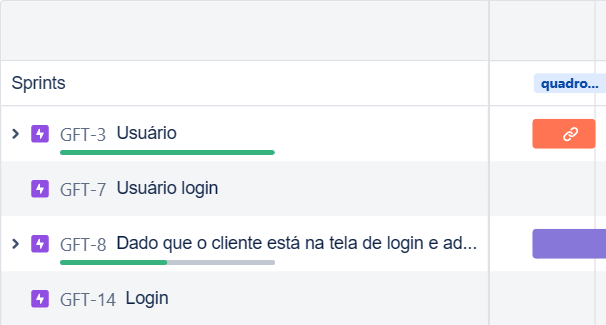 Sprints quadro...
GFT-3 Usuário
GFT-7 Usuário login
GFT-8 Dado que o cliente está na tela de login e ad...
GFT-14 Login